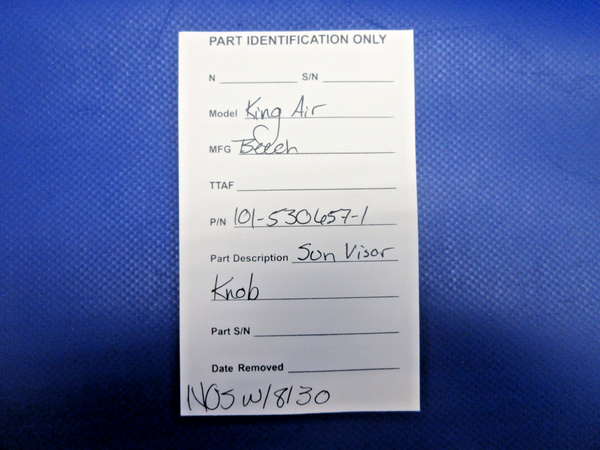 PART IDENTIFICATION ONLY
N S/N
Model King Air
MFG Beech
TTAF
P/N 101-530657-1
Part Description Sun Visor
Knob
Part S/N
Date Removed
NOS W/8130